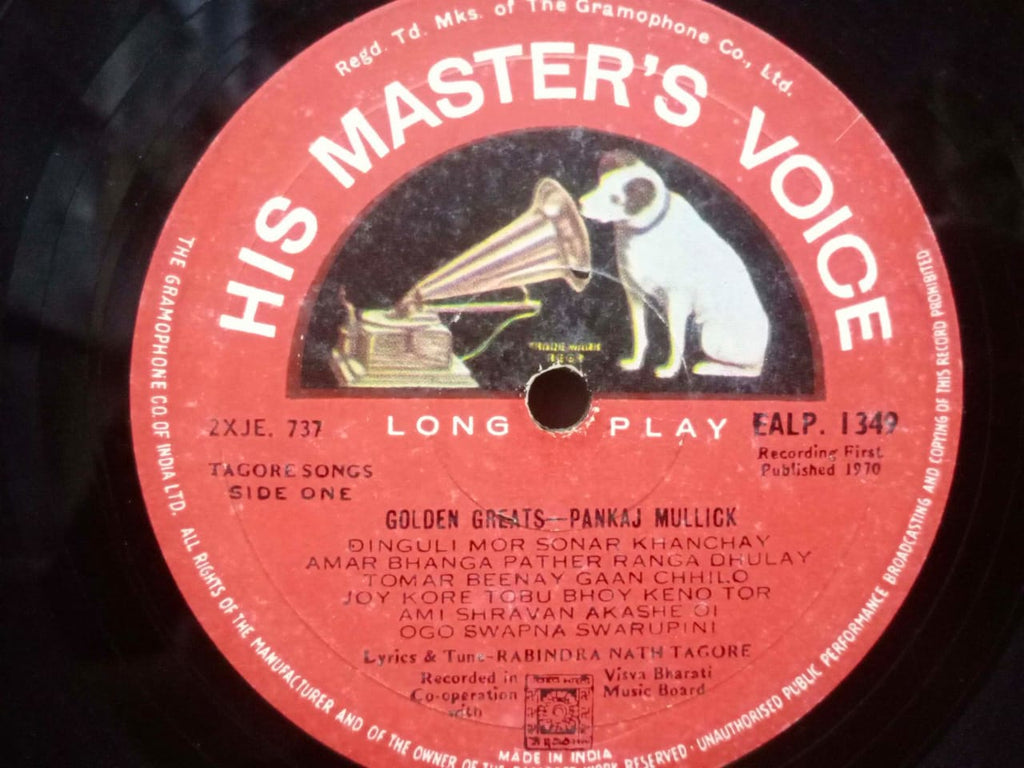 Regd. Td. Mks. of The Gramophone Co., Ltd.
HIS MASTER'S VOICE
LONG PLAY
2XJE. 737
EALP. 1349
Recording First
Published 1970
TAGORE SONGS
SIDE ONE
GOLDEN GREATS—PANKAJ MULLICK
DINGULI MOR SONAR KHANCHAY
AMAR BHANGA PATHER RANGA DHULAY
TOMAR BEENAY GAAN CHHILO
JOY KORE TOBU BHOY KENO TOR
AMI SHRAVAN AKASHE OI
OGO SWAPNA SWARUPINI
Lyrics & Tune-RABINDRA NATH TAGORE
Recorded in
Co-operation
with
Visva Bharati
Music Board
MADE IN INDIA
THE GRAMOPHONE CO. OF INDIA LTD. ALL RIGHTS OF THE MANUFACTURER AND OF THE OWNER OF THE WORK RESERVED · UNAUTHORISED PUBLIC PERFORMANCE BROADCASTING AND COPYING OF THIS RECORD PROHIBITED